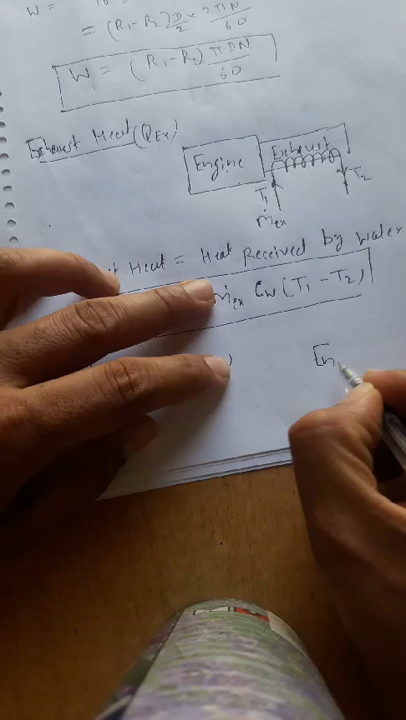 W =
= (R₁-R₂) D/2 × 2πN/60
W = (R₁-R₂) πDN/60
Exhaust Heat (QEx)
Engine
Exhaust
T₁
T₂
ṁex
t Heat = Heat Received by water
ṁex Cw (T₁ - T₂)
)
En